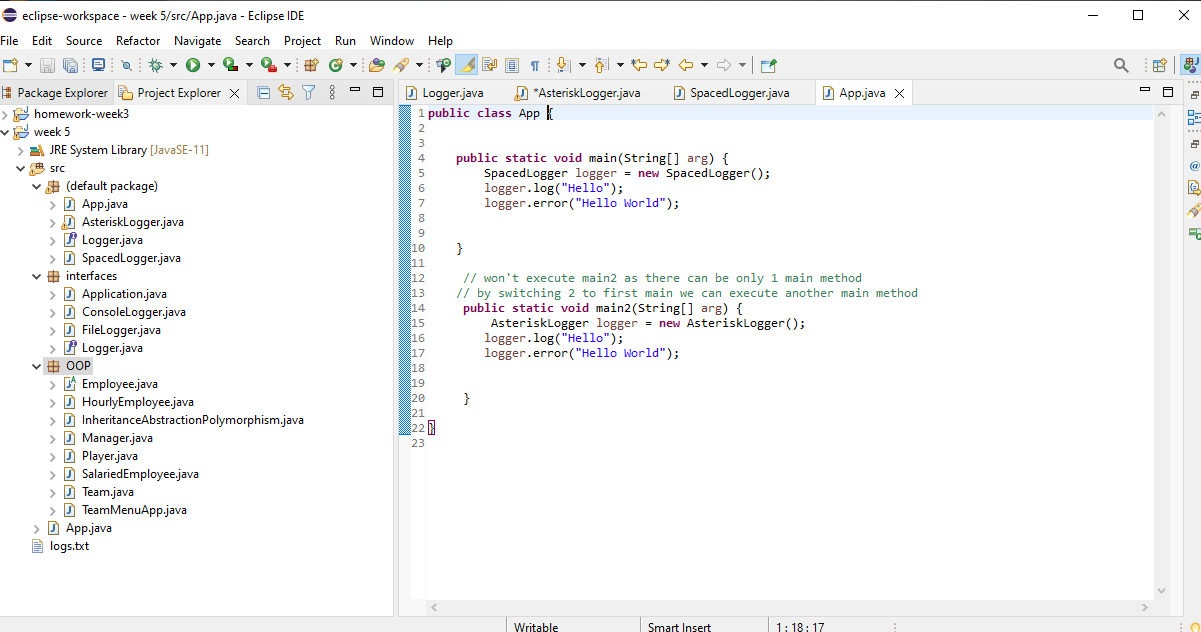 eclipse-workspace - week 5/src/App.java - Eclipse IDE
File Edit Source Refactor Navigate Search Project Run Window Help
Package Explorer Project Explorer
homework-week3
week 5
JRE System Library [JavaSE-11]
src
(default package)
App.java
AsteriskLogger.java
Logger.java
SpacedLogger.java
interfaces
Application.java
ConsoleLogger.java
FileLogger.java
Logger.java
OOP
Employee.java
HourlyEmployee.java
InheritanceAbstractionPolymorphism.java
Manager.java
Player.java
SalariedEmployee.java
Team.java
TeamMenuApp.java
App.java
logs.txt
Logger.java *AsteriskLogger.java SpacedLogger.java App.java
1 public class App {
2
3
4 public static void main(String[] arg) {
5 SpacedLogger logger = new SpacedLogger();
6 logger.log("Hello");
7 logger.error("Hello World");
8
9
10 }
11
12 // won't execute main2 as there can be only 1 main method
13 // by switching 2 to first main we can execute another main method
14 public static void main2(String[] arg) {
15 AsteriskLogger logger = new AsteriskLogger();
16 logger.log("Hello");
17 logger.error("Hello World");
18
19
20 }
21
22 }
23
Writable Smart Insert 1 : 18 : 17